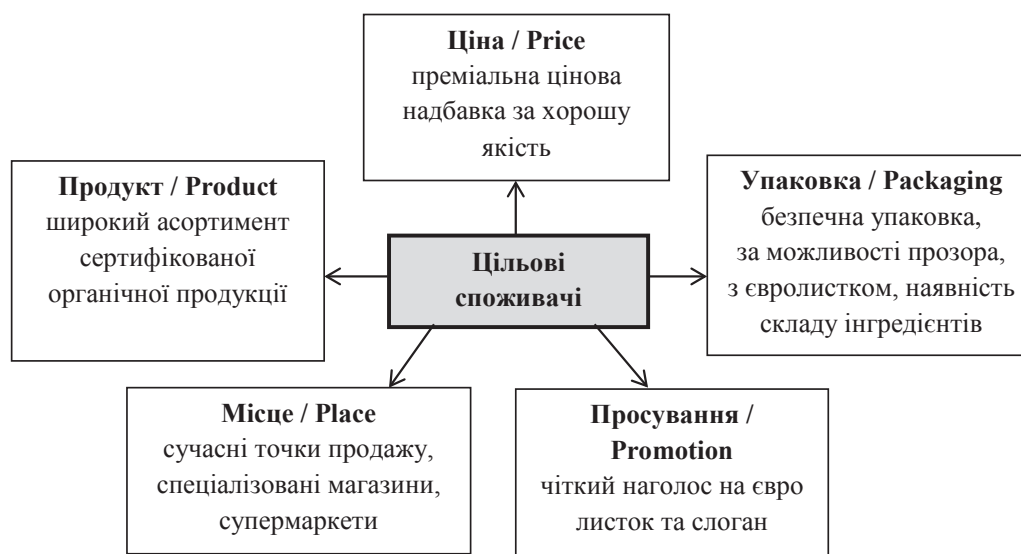 Ціна / Price
преміальна цінова
надбавка за хорошу
якість
Продукт / Product
широкий асортимент
сертифікованої
органічної продукції
Цільові
споживачі
Упаковка / Packaging
безпечна упаковка,
за можливості прозора,
з євролистком, наявність
складу інгредієнтів
Місце / Place
сучасні точки продажу,
спеціалізовані магазини,
супермаркети
Просування /
Promotion
чіткий наголос на євро
листок та слоган